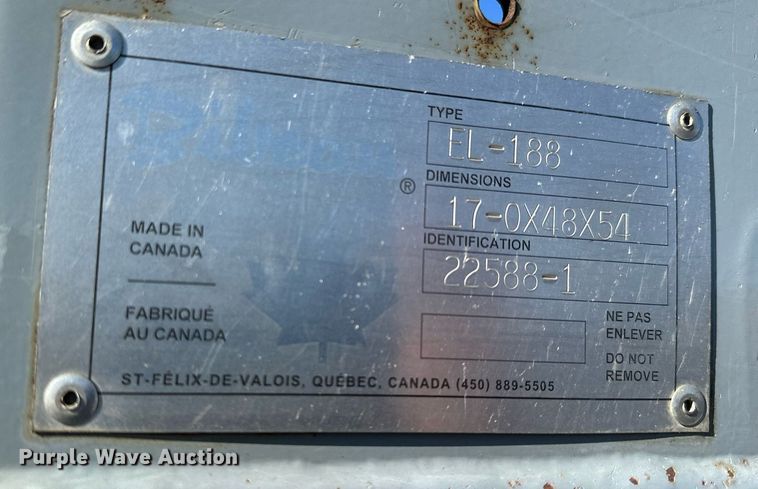 TYPE
EL-188
DIMENSIONS
17-0X48X54
IDENTIFICATION
22588-1
®
MADE IN
CANADA
FABRIQUÉ
AU CANADA
NE PAS
ENLEVER
DO NOT
REMOVE
ST-FÉLIX-DE-VALOIS, QUÉBEC, CANADA (450) 889-5505
Purple Wave Auction